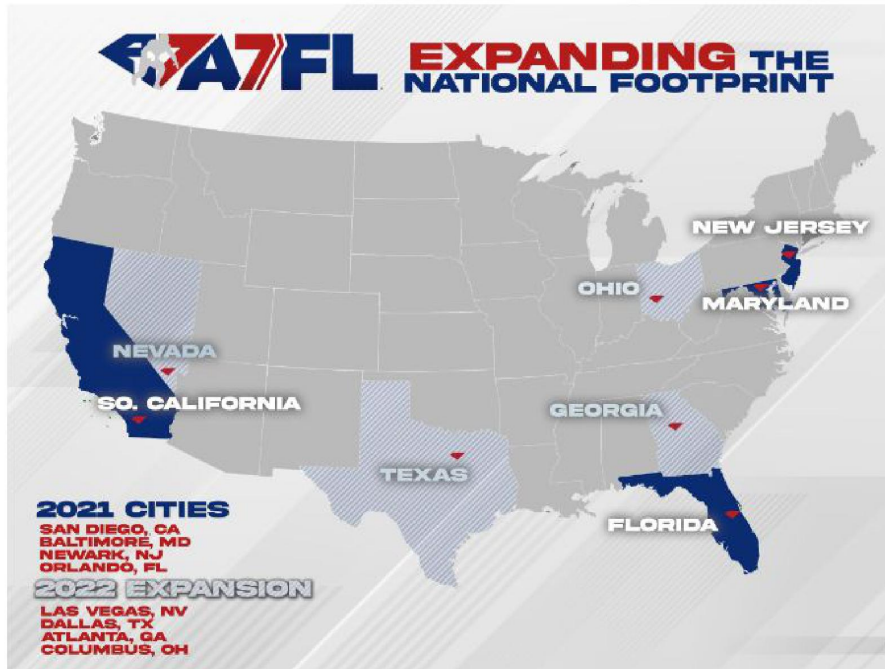 A7FL EXPANDING THE
NATIONAL FOOTPRINT
NEW JERSEY
OHIO
MARYLAND
NEVADA
SO. CALIFORNIA
GEORGIA
TEXAS
FLORIDA
2021 CITIES
SAN DIEGO, CA
BALTIMORE, MD
NEWARK, NJ
ORLANDO, FL
2022 EXPANSION
LAS VEGAS, NV
DALLAS, TX
ATLANTA, GA
COLUMBUS, OH